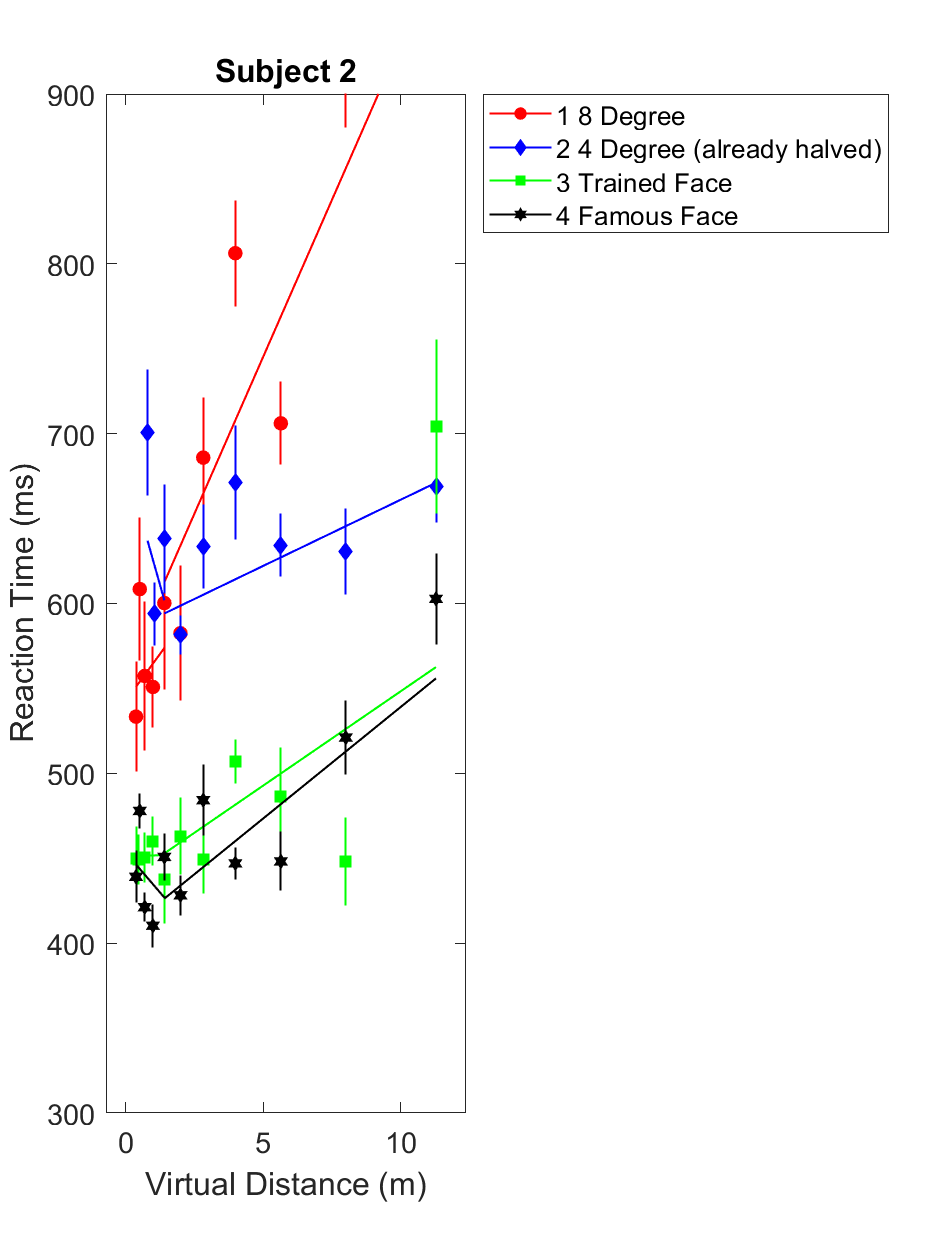 Subject 2
900
800
700
600
500
400
300
0
5
10
Reaction Time (ms)
Virtual Distance (m)
1 8 Degree
2 4 Degree (already halved)
3 Trained Face
4 Famous Face